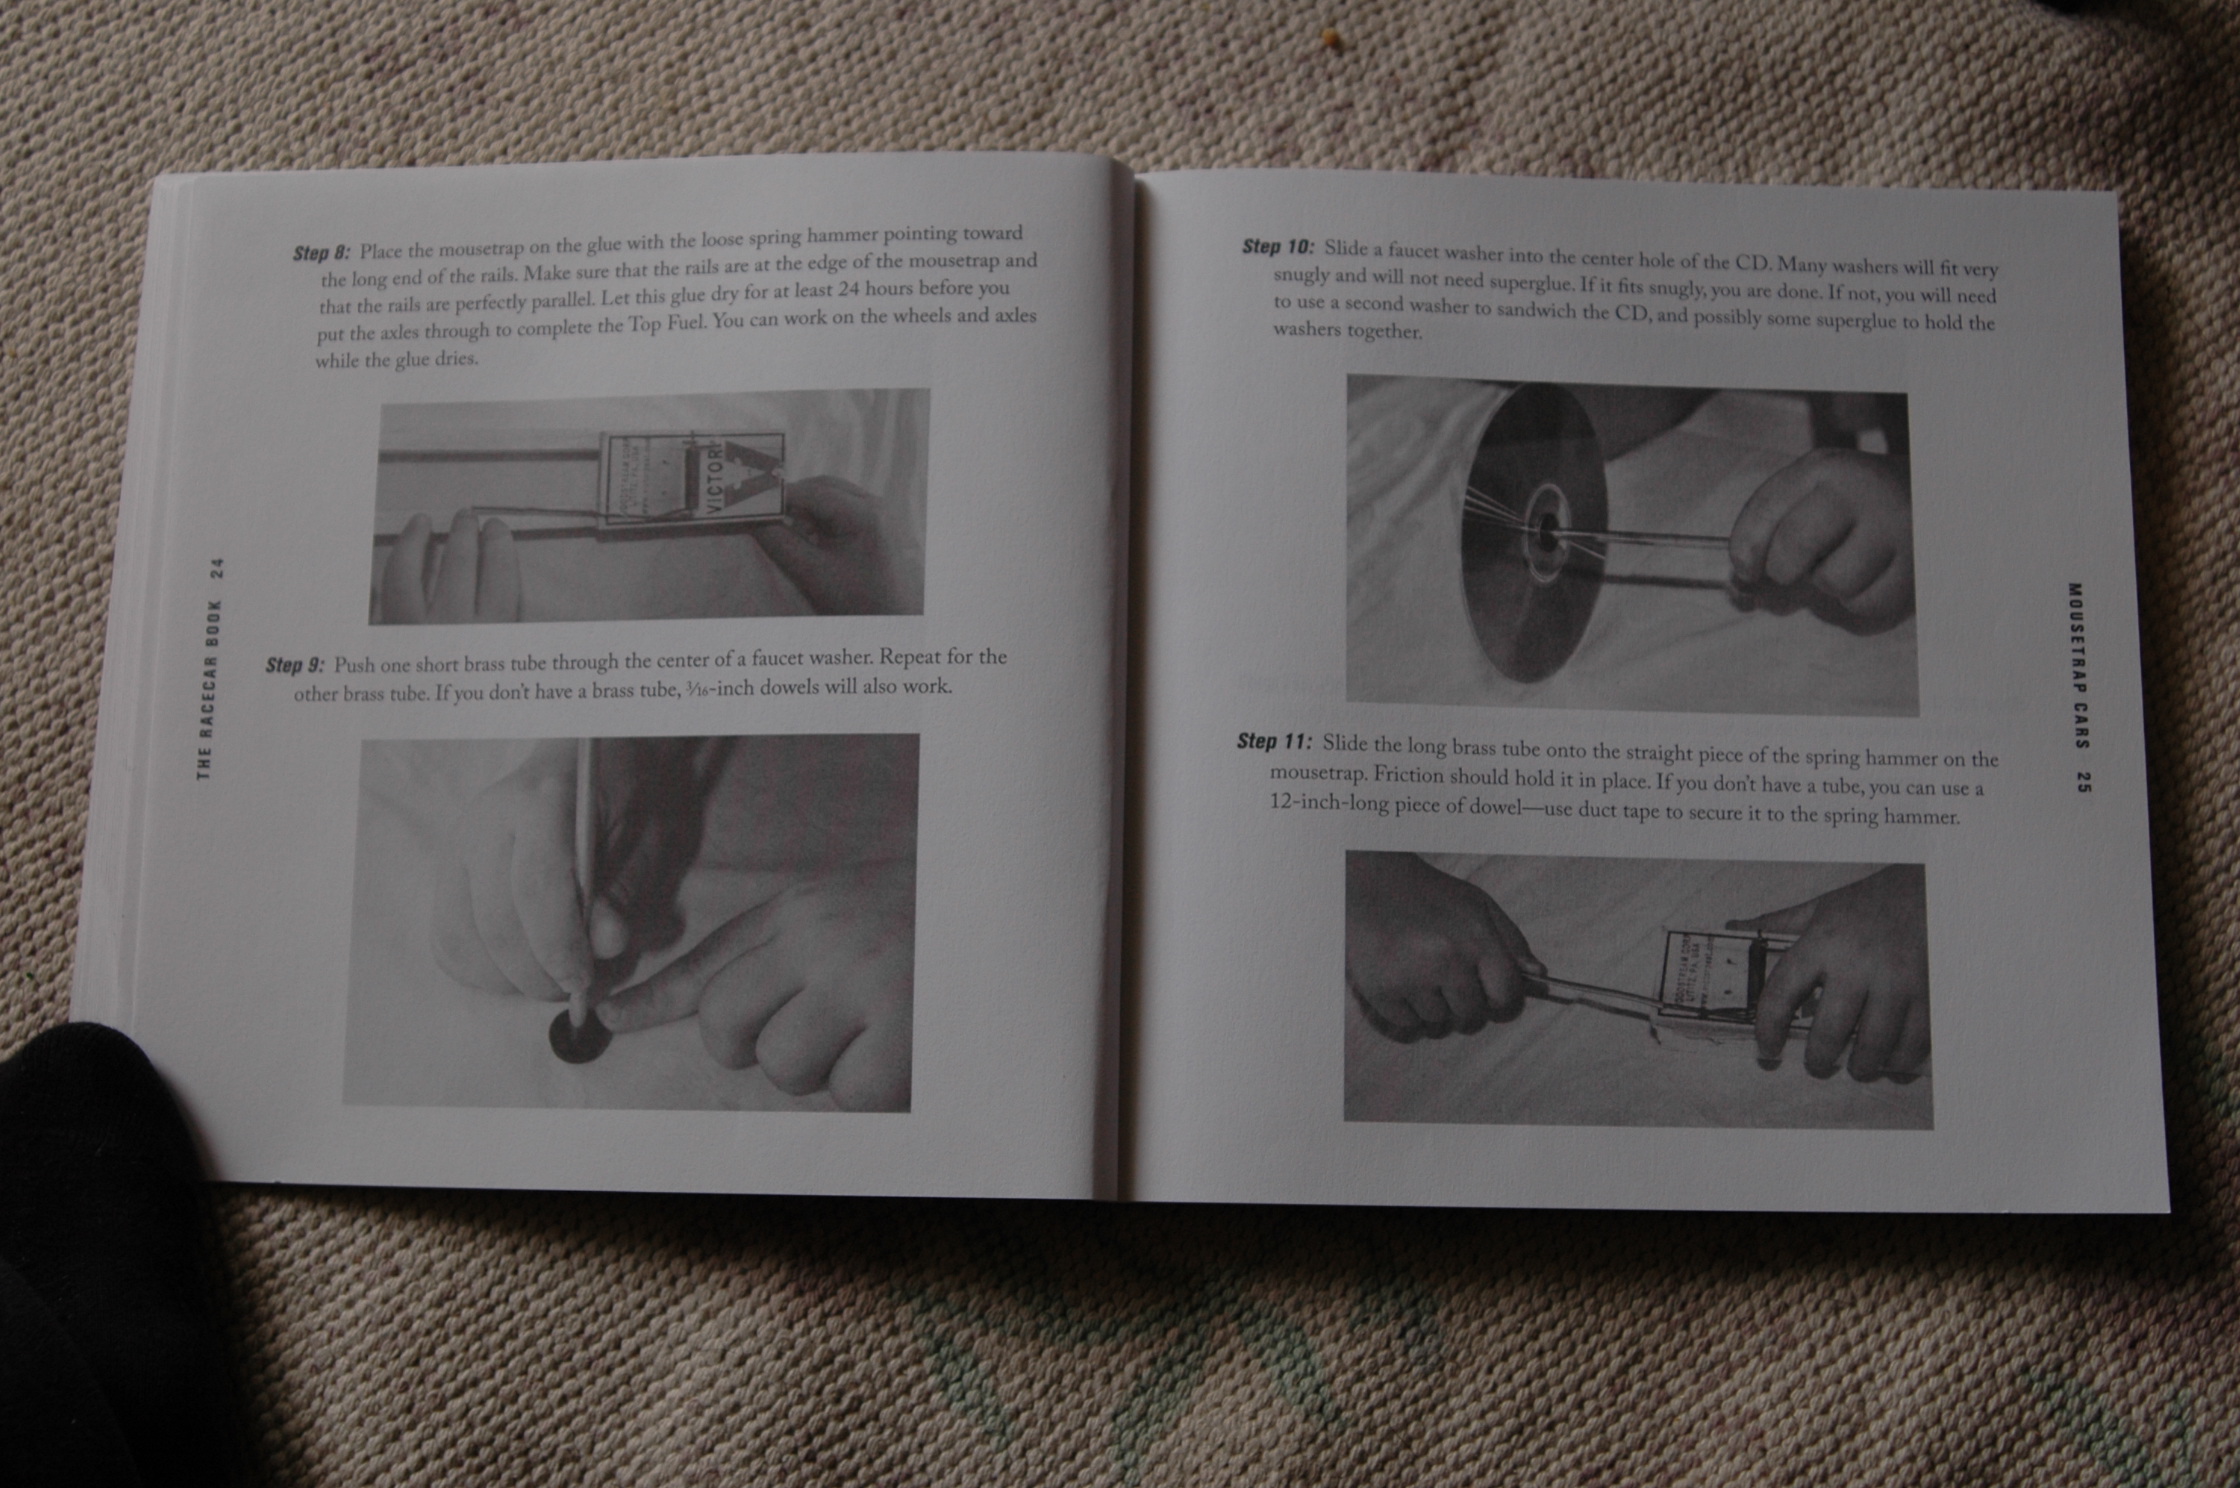 Step 8: Place the mousetrap on the glue with the loose spring hammer pointing toward
the long end of the rails. Make sure that the rails are at the edge of the mousetrap and
that the rails are perfectly parallel. Let this glue dry for at least 24 hours before you
put the axles through to complete the Top Fuel. You can work on the wheels and axles
while the glue dries.
VICTOR
LITITZ, PA, USA
Step 9: Push one short brass tube through the center of a faucet washer. Repeat for the
other brass tube. If you don't have a brass tube, 3/16-inch dowels will also work.
THE RACECAR BOOK 24
Step 10: Slide a faucet washer into the center hole of the CD. Many washers will fit very
snugly and will not need superglue. If it fits snugly, you are done. If not, you will need
to use a second washer to sandwich the CD, and possibly some superglue to hold the
washers together.
Step 11: Slide the long brass tube onto the straight piece of the spring hammer on the
mousetrap. Friction should hold it in place. If you don't have a tube, you can use a
12-inch-long piece of dowel—use duct tape to secure it to the spring hammer.
LITITZ, PA, USA
MOUSETRAP CARS 25